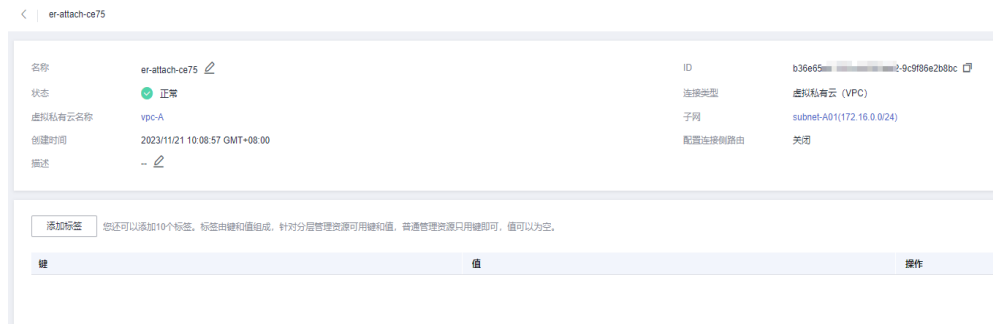 er-attach-ce75
名称 er-attach-ce75 ID b36e65 2-9c9f86e2b8bc
状态 正常 连接类型 虚拟私有云（VPC）
虚拟私有云名称 vpc-A 子网 subnet-A01(172.16.0.0/24)
创建时间 2023/11/21 10:08:57 GMT+08:00 配置连接侧路由 关闭
描述 --
添加标签 您还可以添加10个标签。标签由键和值组成，针对分层管理资源可用键和值，普通管理资源只用键即可，值可以为空。
键 值 操作